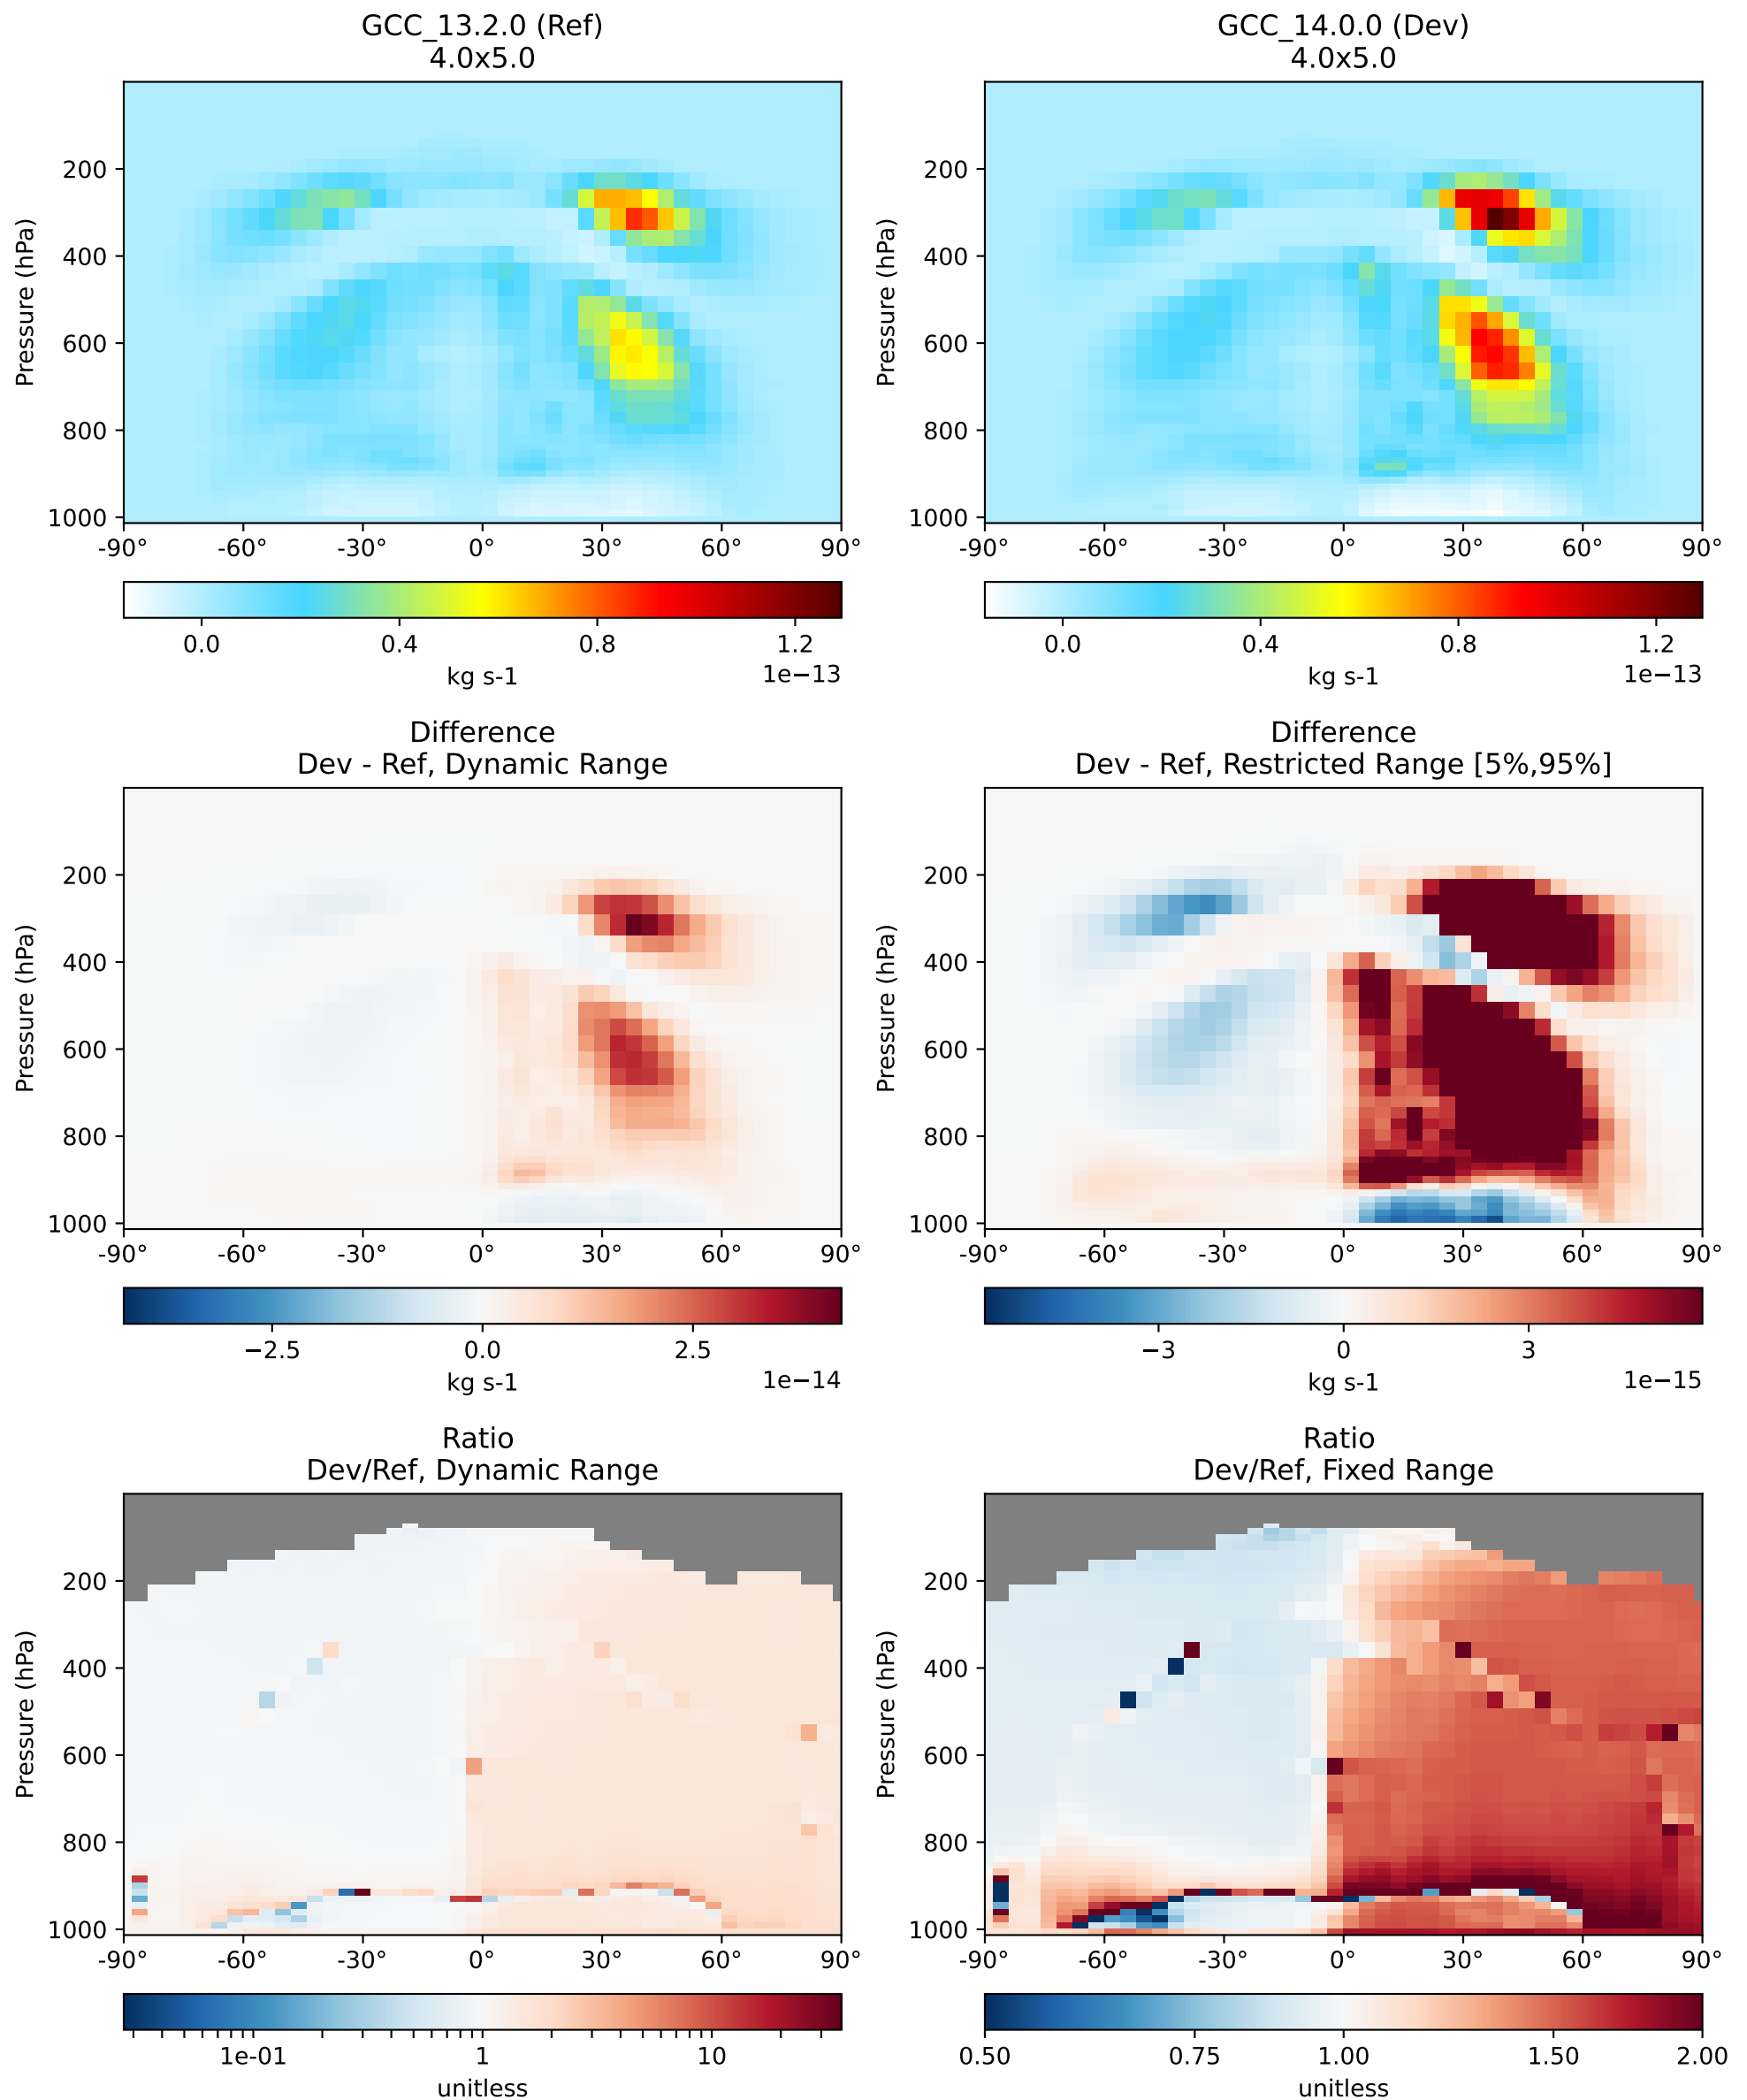 GCC_13.2.0 (Ref)
4.0x5.0
GCC_14.0.0 (Dev)
4.0x5.0
Pressure (hPa)
200
400
600
800
1000
-90° -60° -30° 0° 30° 60° 90°
0.0 0.4 0.8 1.2
kg s-1
1e−13
Pressure (hPa)
200
400
600
800
1000
-90° -60° -30° 0° 30° 60° 90°
0.0 0.4 0.8 1.2
kg s-1
1e−13
Difference
Dev - Ref, Dynamic Range
Difference
Dev - Ref, Restricted Range [5%,95%]
Pressure (hPa)
200
400
600
800
1000
-90° -60° -30° 0° 30° 60° 90°
−2.5 0.0 2.5
kg s-1
1e−14
Pressure (hPa)
200
400
600
800
1000
-90° -60° -30° 0° 30° 60° 90°
−3 0 3
kg s-1
1e−15
Ratio
Dev/Ref, Dynamic Range
Ratio
Dev/Ref, Fixed Range
Pressure (hPa)
200
400
600
800
1000
-90° -60° -30° 0° 30° 60° 90°
1e-01 1 10
unitless
Pressure (hPa)
200
400
600
800
1000
-90° -60° -30° 0° 30° 60° 90°
0.50 0.75 1.00 1.50 2.00
unitless